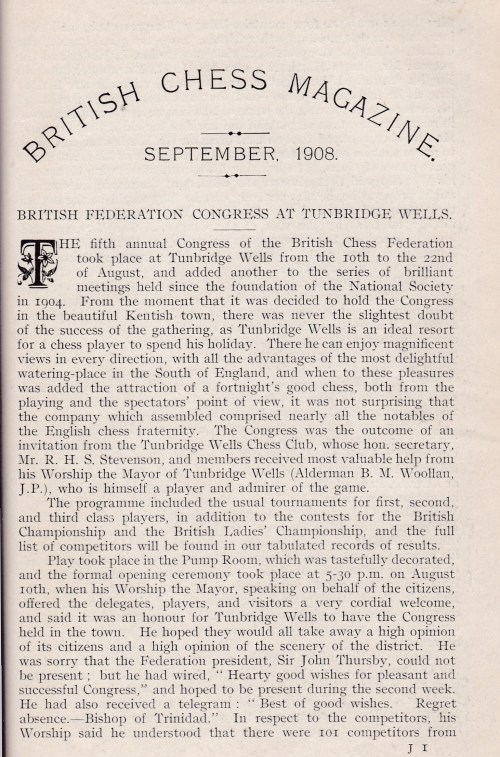 BRITISH CHESS MAGAZINE.
SEPTEMBER, 1908.
BRITISH FEDERATION CONGRESS AT TUNBRIDGE WELLS.
THE fifth annual Congress of the British Chess Federation
took place at Tunbridge Wells from the 10th to the 22nd
of August, and added another to the series of brilliant
meetings held since the foundation of the National Society
in 1904. From the moment that it was decided to hold the Congress
in the beautiful Kentish town, there was never the slightest doubt
of the success of the gathering, as Tunbridge Wells is an ideal resort
for a chess player to spend his holiday. There he can enjoy magnificent
views in every direction, with all the advantages of the most delightful
watering-place in the South of England, and when to these pleasures
was added the attraction of a fortnight's good chess, both from the
playing and the spectators' point of view, it was not surprising that
the company which assembled comprised nearly all the notables of
the English chess fraternity. The Congress was the outcome of an
invitation from the Tunbridge Wells Chess Club, whose hon. secretary,
Mr. R. H. S. Stevenson, and members received most valuable help from
his Worship the Mayor of Tunbridge Wells (Alderman B. M. Woollan,
J.P.), who is himself a player and admirer of the game.
The programme included the usual tournaments for first, second,
and third class players, in addition to the contests for the British
Championship and the British Ladies' Championship, and the full
list of competitors will be found in our tabulated records of results.
Play took place in the Pump Room, which was tastefully decorated,
and the formal opening ceremony took place at 5-30 p.m. on August
10th, when his Worship the Mayor, speaking on behalf of the citizens,
offered the delegates, players, and visitors a very cordial welcome,
and said it was an honour for Tunbridge Wells to have the Congress
held in the town. He hoped they would all take away a high opinion
of its citizens and a high opinion of the scenery of the district. He
was sorry that the Federation president, Sir John Thursby, could not
be present; but he had wired, "Hearty good wishes for pleasant and
successful Congress," and hoped to be present during the second week.
He had also received a telegram: "Best of good wishes. Regret
absence.—Bishop of Trinidad." In respect to the competitors, his
Worship said he understood that there were 101 competitors from
J 1